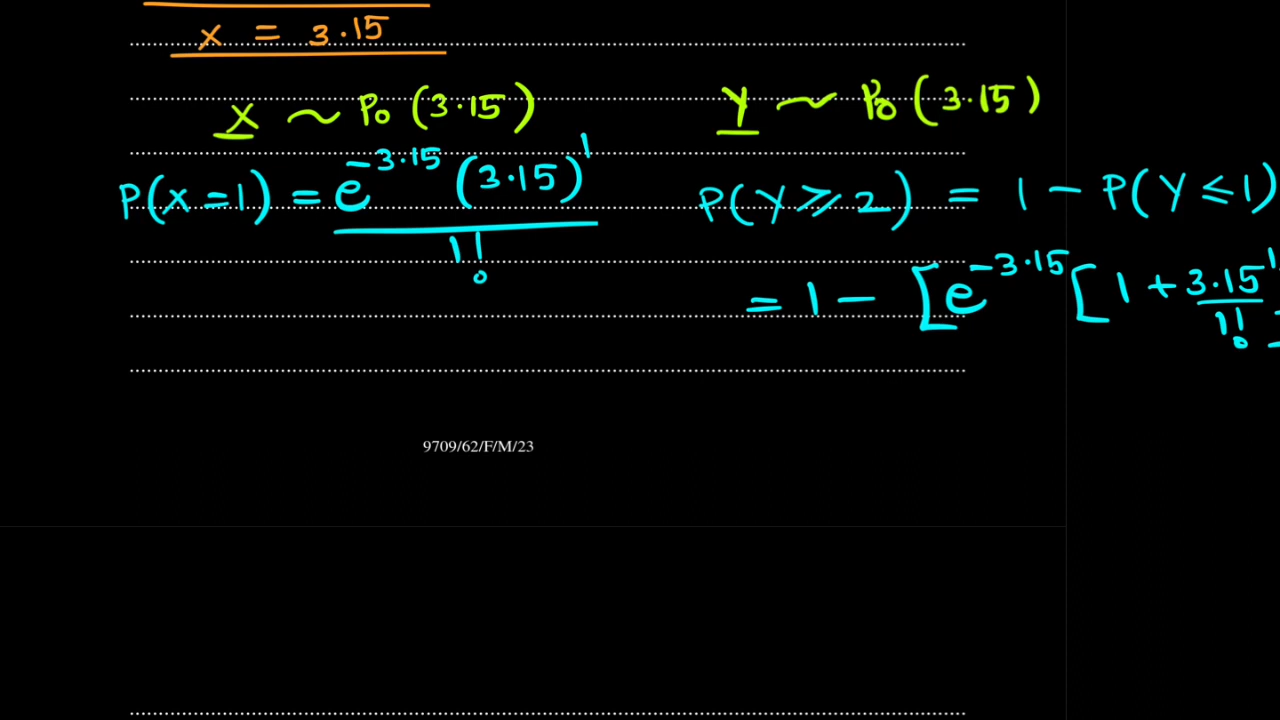 x = 3.15
X ~ Po (3.15)
Y ~ Po (3.15)
P(X=1) = e^-3.15 (3.15)^1 / 1!
P(Y ⩾ 2) = 1 - P(Y ≤ 1)
= 1 - [e^-3.15 [1 + 3.15^1 / 1!]
9709/62/F/M/23